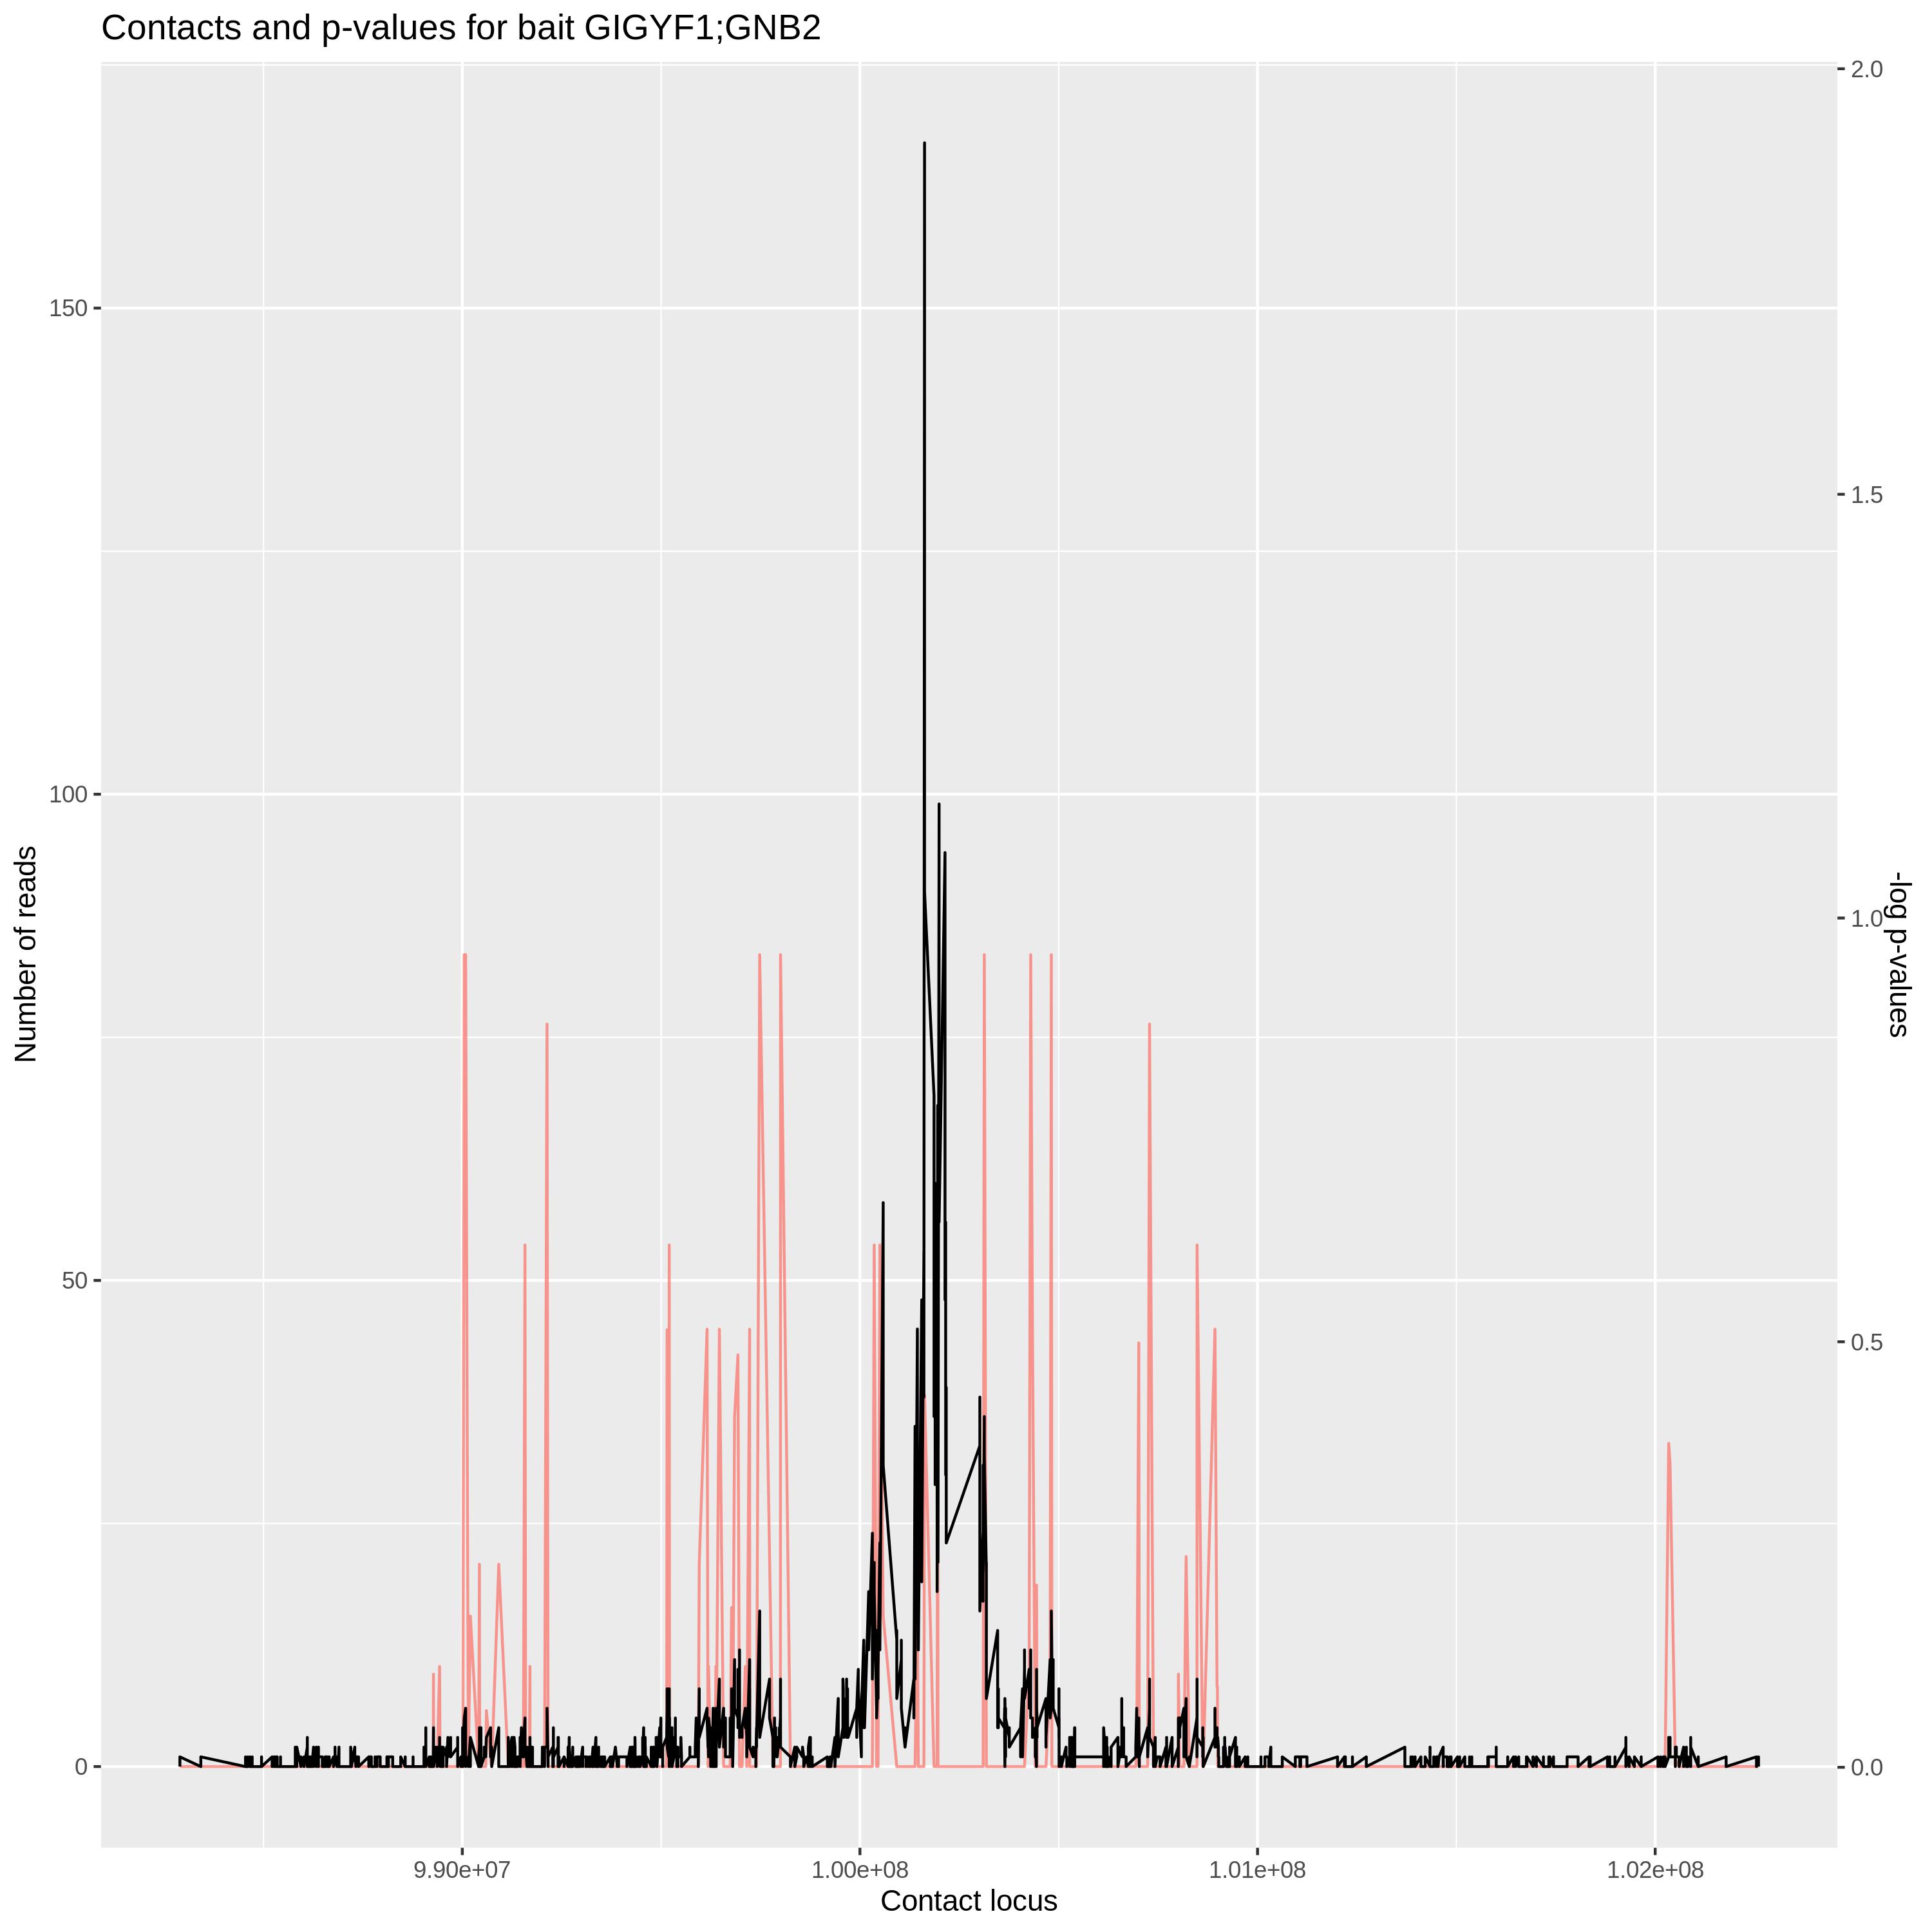 Contacts and p-values for bait GIGYF1;GNB2
Number of reads
150
100
50
0
2.0
1.5
1.0
0.5
0.0
-log p-values
9.90e+07
1.00e+08
1.01e+08
1.02e+08
Contact locus